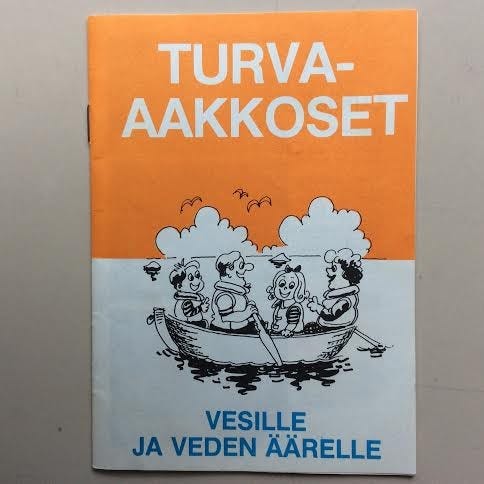 TURVA-
AAKKOSET
VESILLE
JA VEDEN ÄÄRELLE